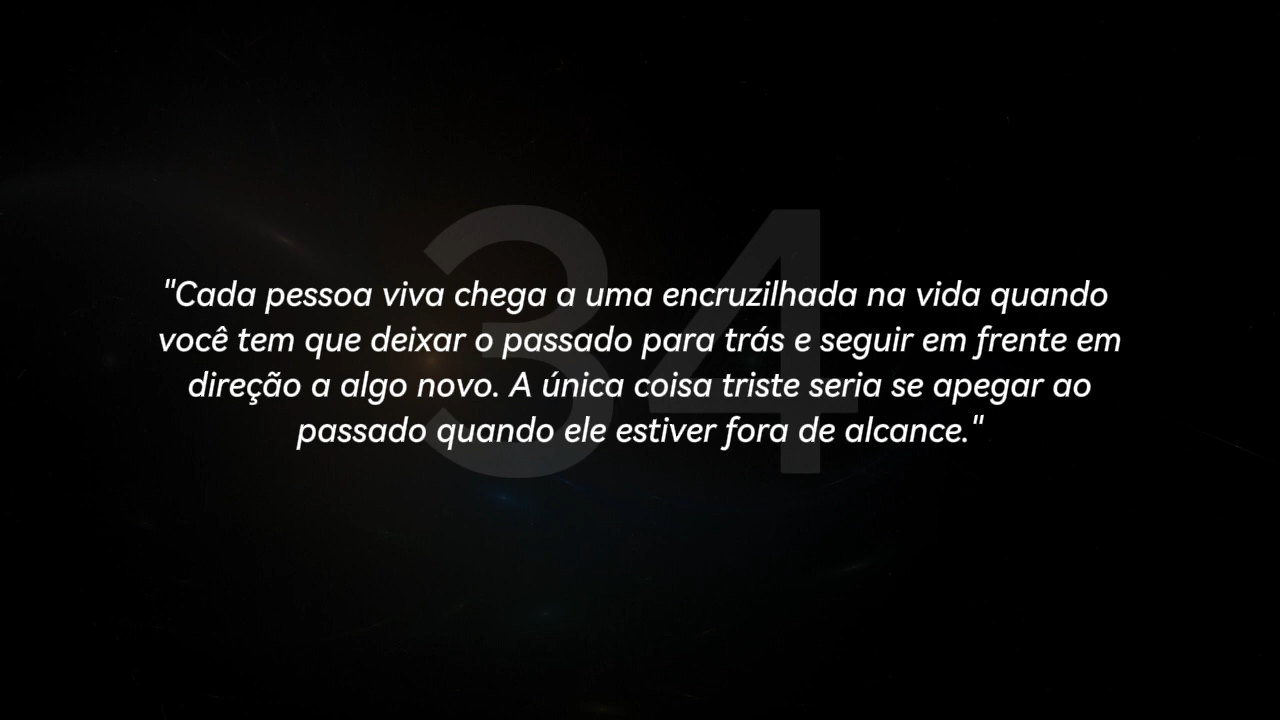 34
"Cada pessoa viva chega a uma encruzilhada na vida quando
você tem que deixar o passado para trás e seguir em frente em
direção a algo novo. A única coisa triste seria se apegar ao
passado quando ele estiver fora de alcance."